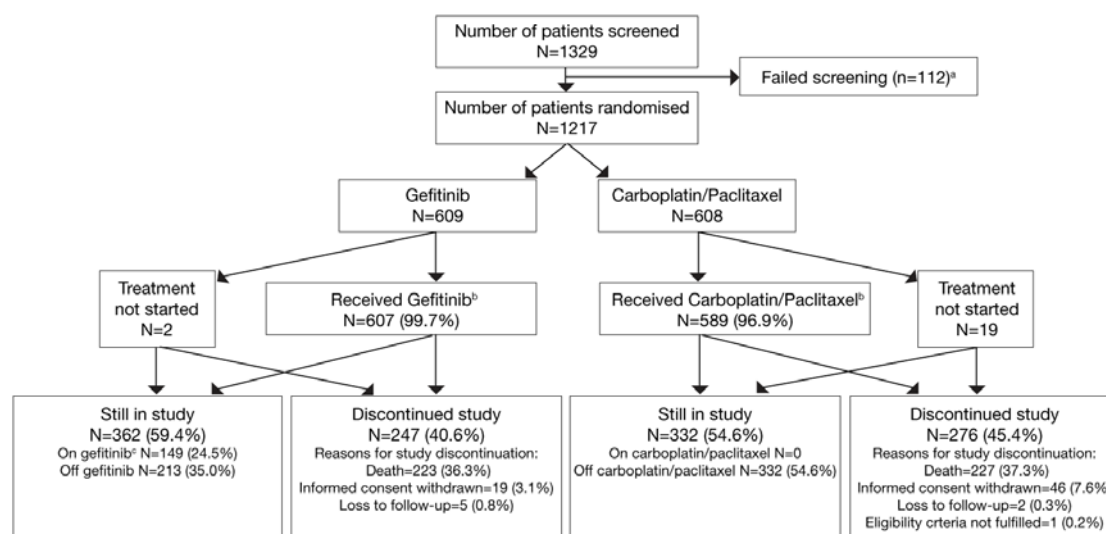 Number of patients screened
N=1329
Failed screening (n=112)ᵃ
Number of patients randomised
N=1217
Gefitinib
N=609
Carboplatin/Paclitaxel
N=608
Treatment
not started
N=2
Received Gefitinibᵇ
N=607 (99.7%)
Received Carboplatin/Paclitaxelᵇ
N=589 (96.9%)
Treatment
not started
N=19
Still in study
N=362 (59.4%)
On gefitinibᶜ N=149 (24.5%)
Off gefitinib N=213 (35.0%)
Discontinued study
N=247 (40.6%)
Reasons for study discontinuation:
Death=223 (36.3%)
Informed consent withdrawn=19 (3.1%)
Loss to follow-up=5 (0.8%)
Still in study
N=332 (54.6%)
On carboplatin/paclitaxel N=0
Off carboplatin/paclitaxel N=332 (54.6%)
Discontinued study
N=276 (45.4%)
Reasons for study discontinuation:
Death=227 (37.3%)
Informed consent withdrawn=46 (7.6%
Loss to follow-up=2 (0.3%)
Eligibility crteria not fulfilled=1 (0.2%)